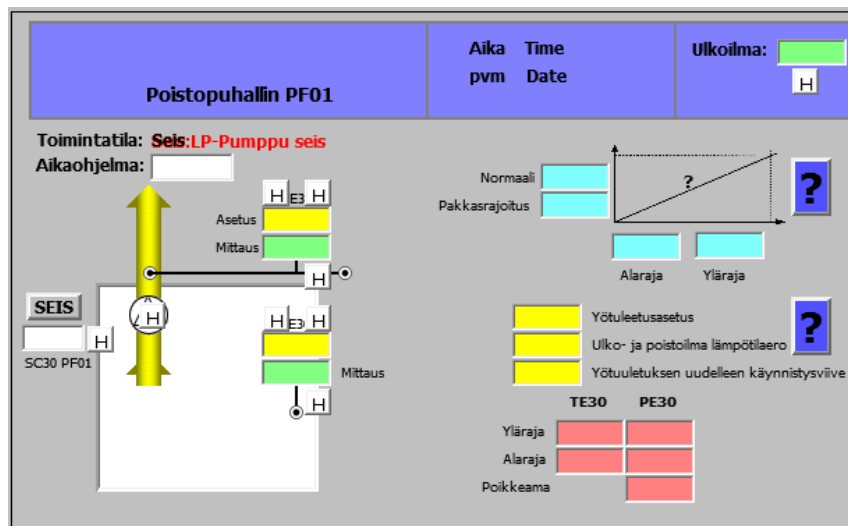 Poistopuhallin PF01
Aika Time
pvm Date
Ulkoilma:
H
Toimintatila: Seis:LP-Pumppu seis
Aikaohjelma:
H E3 H
Asetus
Mittaus
H
SEIS
H
H
SC30 PF01
H E3 H
Mittaus
H
Normaali
Pakkasrajoitus
?
?
Alaraja Yläraja
Yötuleetusasetus
Ulko- ja poistoilma lämpötilaero
Yötuuletuksen uudelleen käynnistysviive
?
TE30 PE30
Yläraja
Alaraja
Poikkeama